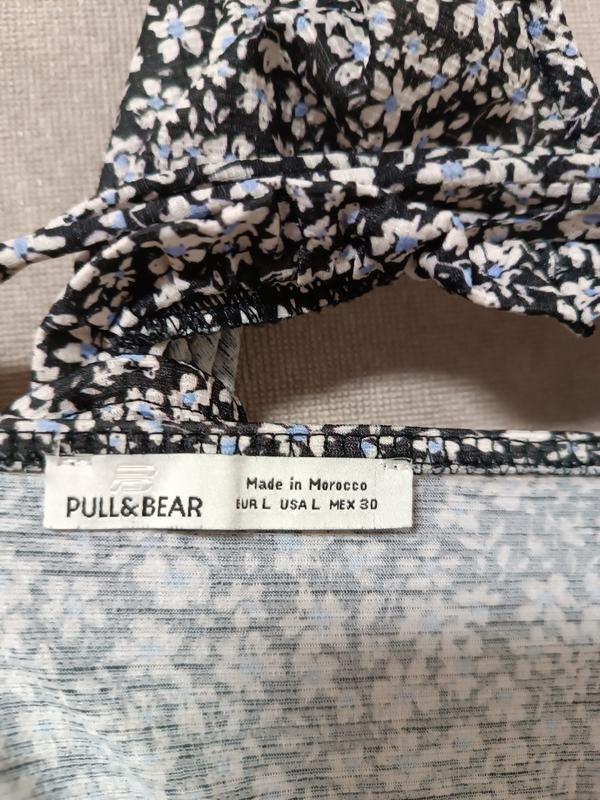 PULL&BEAR
Made in Morocco
EUR L USA L MEX 30